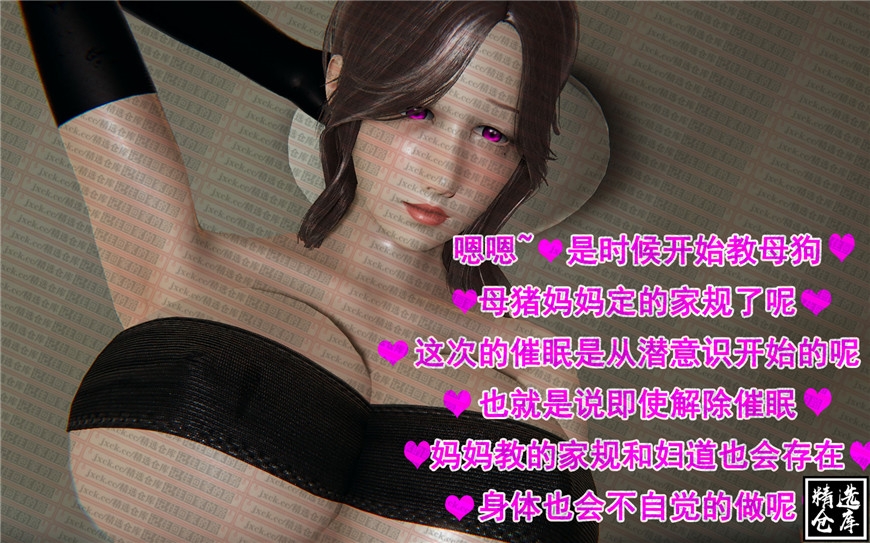 嗯嗯~♥是时候开始教母狗♥
♥母猪妈妈定的家规了呢♥
♥这次的催眠是从潜意识开始的呢
♥也就是说即使解除催眠♥
♥妈妈教的家规和妇道也会存在♥
♥身体也会不自觉的做呢
精选
仓库